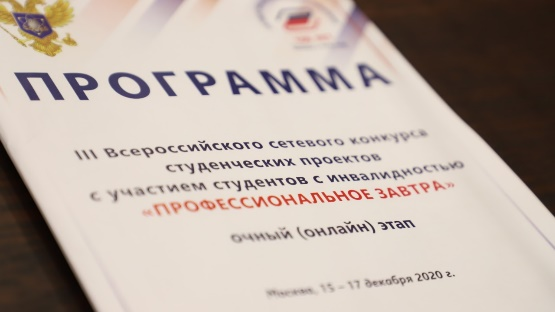 ПРОГРАММА
III Всероссийского сетевого конкурса
студенческих проектов
с участием студентов с инвалидностью
«ПРОФЕССИОНАЛЬНОЕ ЗАВТРА»
очный (онлайн) этап
Москва, 15 – 17 декабря 2020 г.